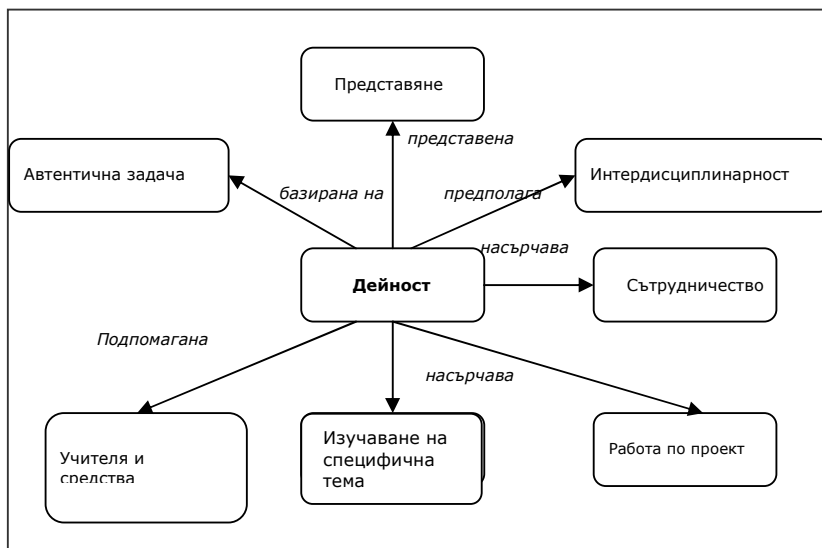 Представяне
представена
Автентична задача
базирана на
предполага
Интердисциплинарност
насърчава
Дейност
Сътрудничество
Подпомагана
насърчава
Учителя и
средства
Изучаване на
специфична
тема
Работа по проект